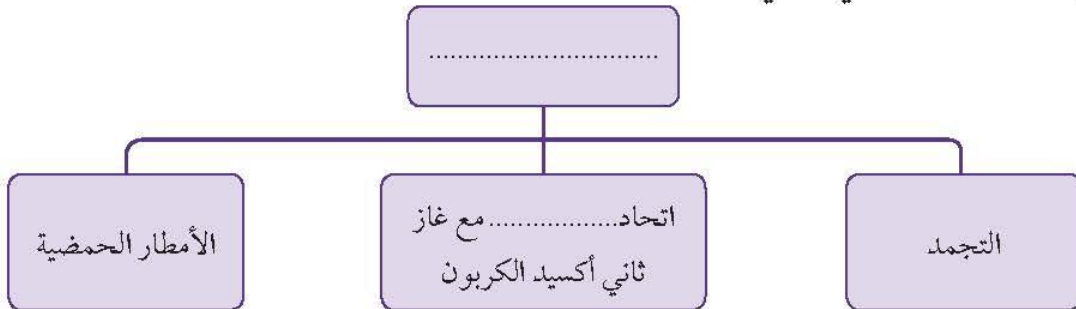 ..............................
التجمد
اتحاد.................. مع غاز
ثاني أكسيد الكربون
الأمطار الحمضية